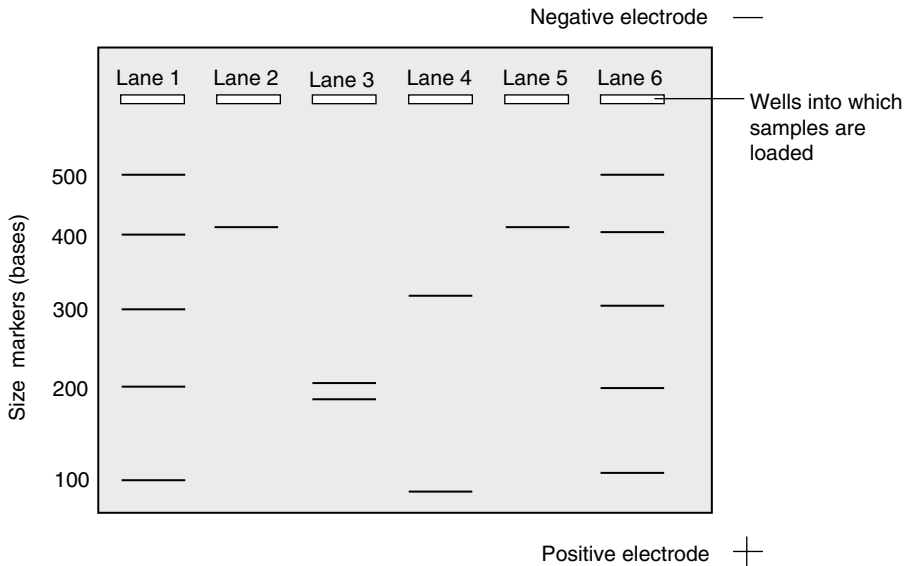 Negative electrode —
Lane 1 Lane 2 Lane 3 Lane 4 Lane 5 Lane 6
Wells into which
samples are
loaded
Size markers (bases)
500
400
300
200
100
Positive electrode +